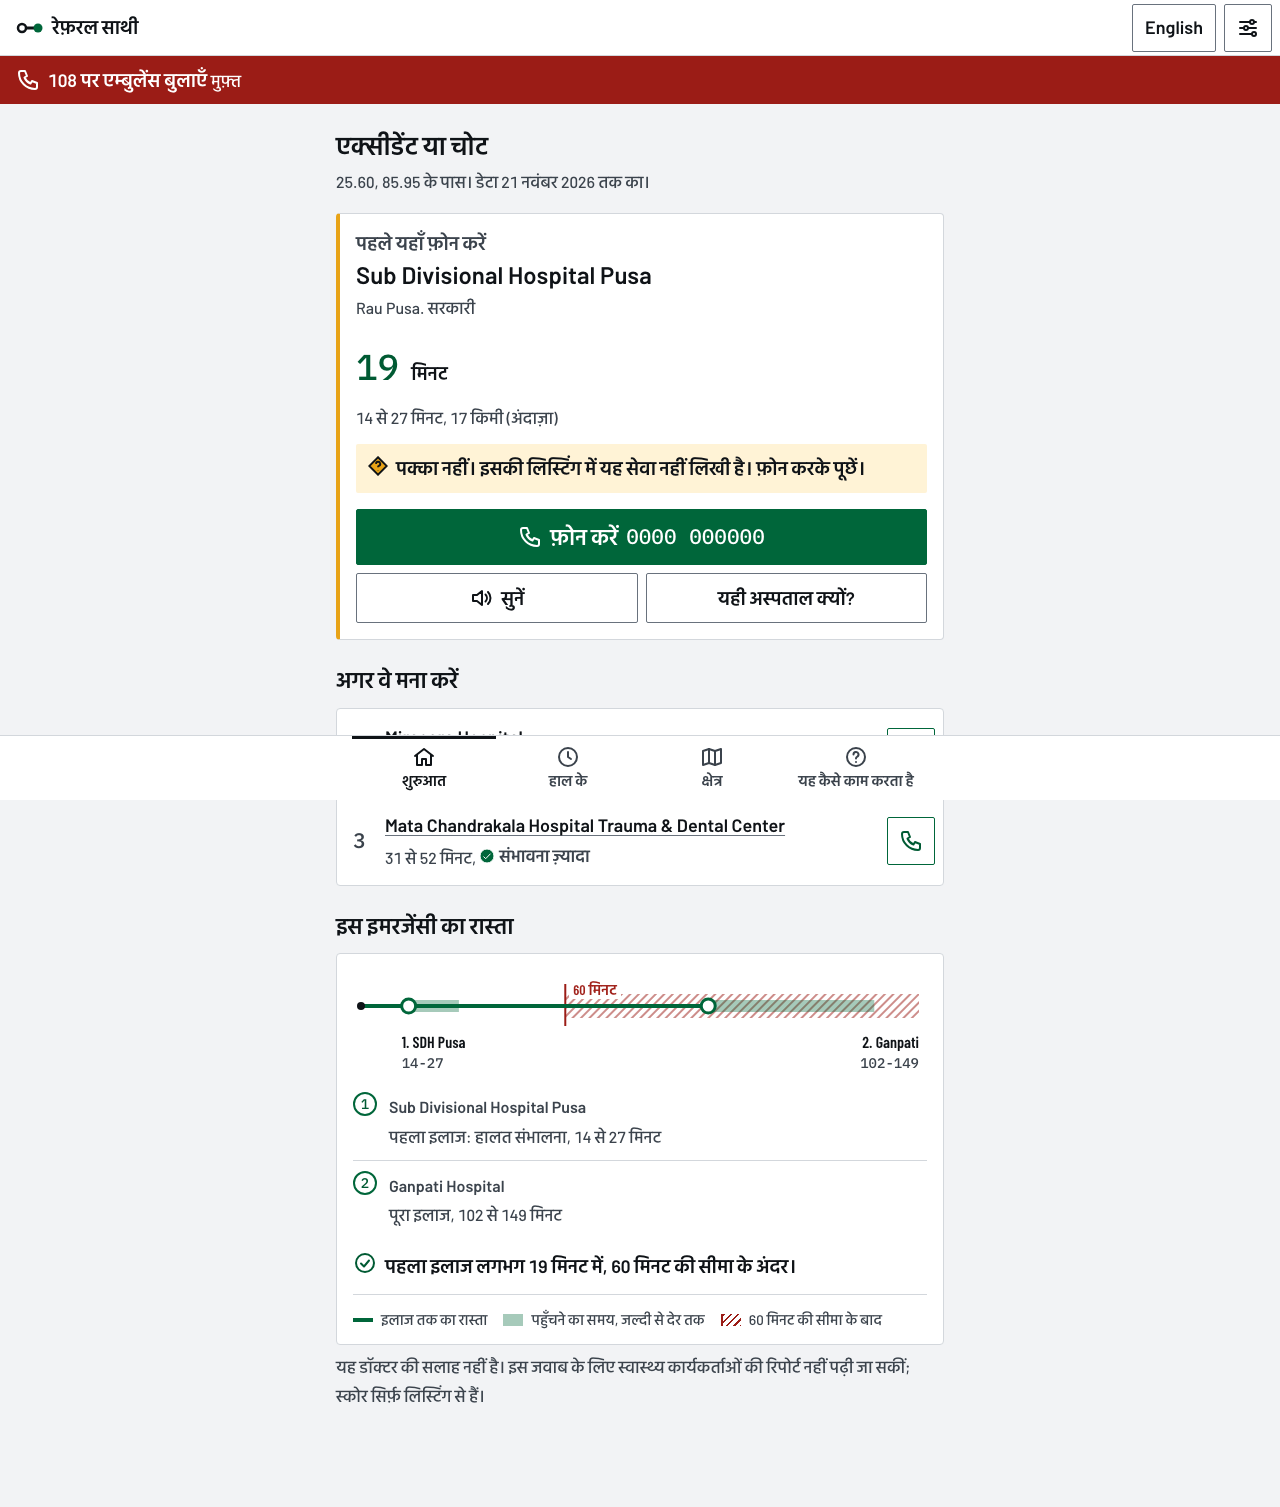 रेफ़रल साथी
English
108 पर एम्बुलेंस बुलाएँ मुफ़्त
एक्सीडेंट या चोट
25.60, 85.95 के पास। डेटा 21 नवंबर 2026 तक का।
पहले यहाँ फ़ोन करें
Sub Divisional Hospital Pusa
Rau Pusa. सरकारी
19 मिनट
14 से 27 मिनट, 17 किमी (अंदाज़ा)
पक्का नहीं। इसकी लिस्टिंग में यह सेवा नहीं लिखी है। फ़ोन करके पूछें।
फ़ोन करें 0000 000000
सुनें
यही अस्पताल क्यों?
अगर वे मना करें
शुरुआत
हाल के
क्षेत्र
यह कैसे काम करता है
3
Mata Chandrakala Hospital Trauma & Dental Center
31 से 52 मिनट, संभावना ज़्यादा
इस इमरजेंसी का रास्ता
60 मिनट
1. SDH Pusa
14-27
2. Ganpati
102-149
1
Sub Divisional Hospital Pusa
पहला इलाज: हालत संभालना, 14 से 27 मिनट
2
Ganpati Hospital
पूरा इलाज, 102 से 149 मिनट
पहला इलाज लगभग 19 मिनट में, 60 मिनट की सीमा के अंदर।
इलाज तक का रास्ता
पहुँचने का समय, जल्दी से देर तक
60 मिनट की सीमा के बाद
यह डॉक्टर की सलाह नहीं है। इस जवाब के लिए स्वास्थ्य कार्यकर्ताओं की रिपोर्ट नहीं पढ़ी जा सकीं;
स्कोर सिर्फ़ लिस्टिंग से हैं।